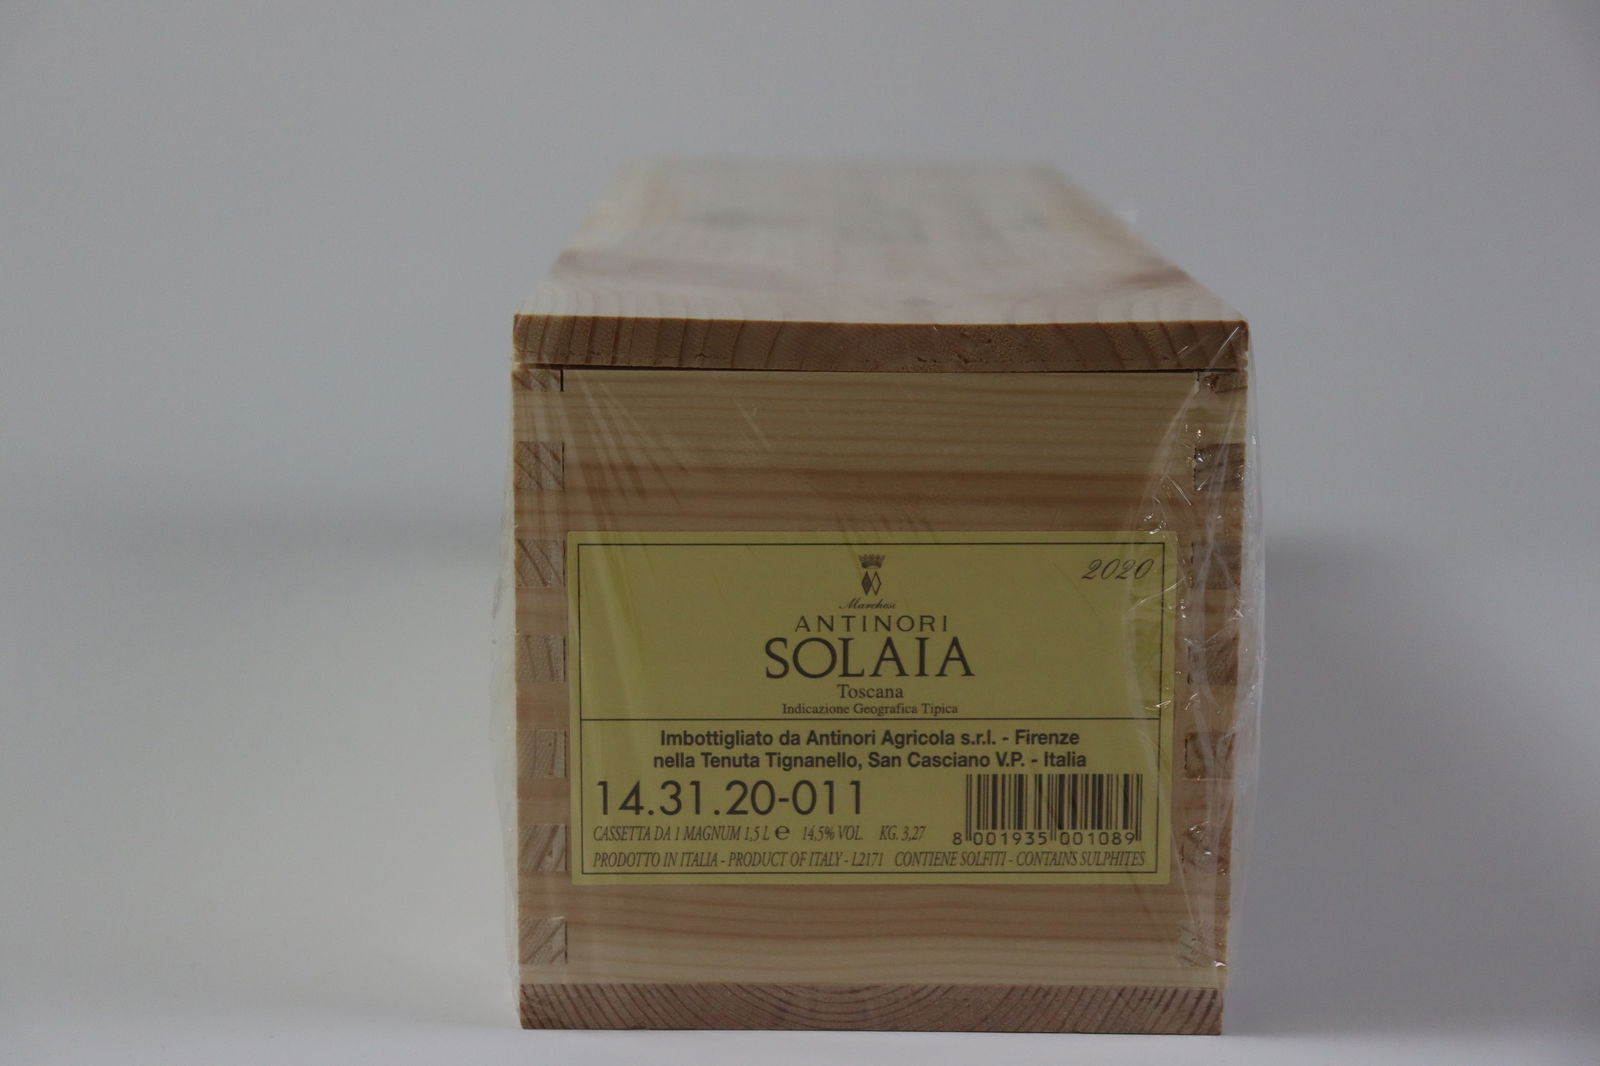 2020
Marchesi
ANTINORI
SOLAIA
Toscana
Indicazione Geografica Tipica
Imbottigliato da Antinori Agricola s.r.l. - Firenze
nella Tenuta Tignanello, San Casciano V.P. - Italia
14.31.20-011
CASSETTA DA 1 MAGNUM 1,5 L ℮ 14,5% VOL. KG. 3,27
8 001935 001089
PRODOTTO IN ITALIA - PRODUCT OF ITALY - L2171 CONTIENE SOLFITI - CONTAINS SULPHITES